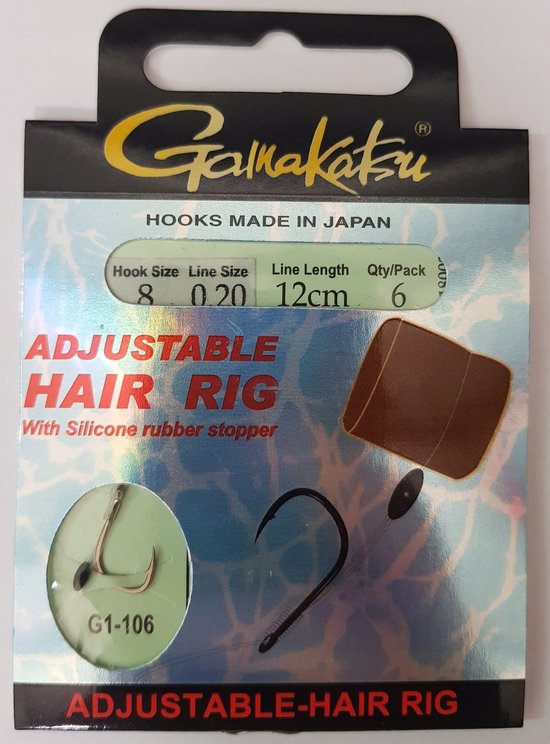 Gamakatsu®
HOOKS MADE IN JAPAN
Hook Size Line Size Line Length Qty/Pack
8 0.20 12cm 6
ADJUSTABLE
HAIR RIG
With Silicone rubber stopper
G1-106
ADJUSTABLE-HAIR RIG